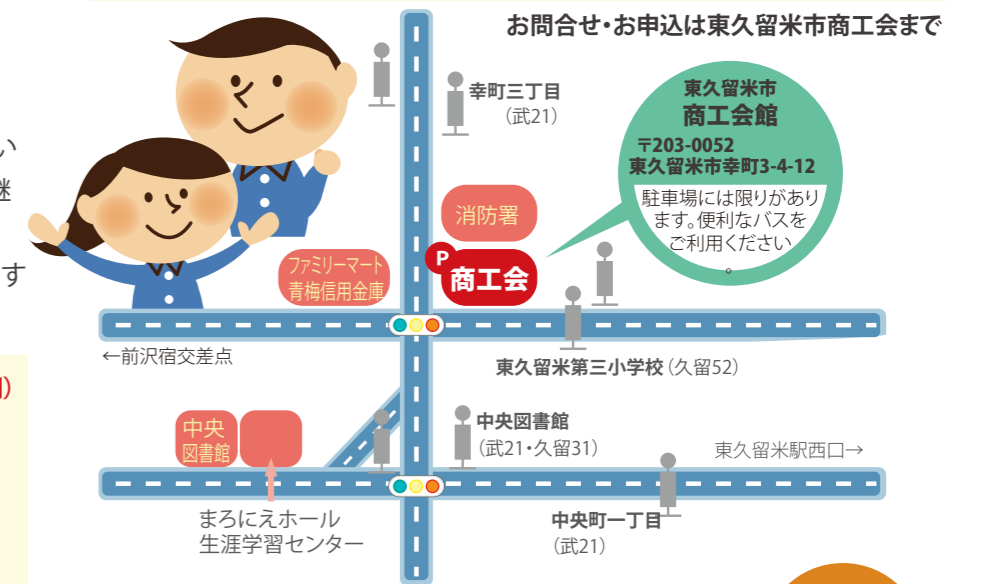 お問合せ・お申込は東久留米市商工会まで
い
継
す
幸町三丁目
（武21）
東久留米市
商工会館
〒203-0052
東久留米市幸町3-4-12
駐車場には限りがあり
ます。便利なバスを
ご利用ください
。
消防署
P
商工会
ファミリーマート
青梅信用金庫
←前沢宿交差点
東久留米第三小学校（久留52）
中央
図書館
中央図書館
（武21・久留31）
東久留米駅西口→
まろにえホール
生涯学習センター
中央町一丁目
（武21）